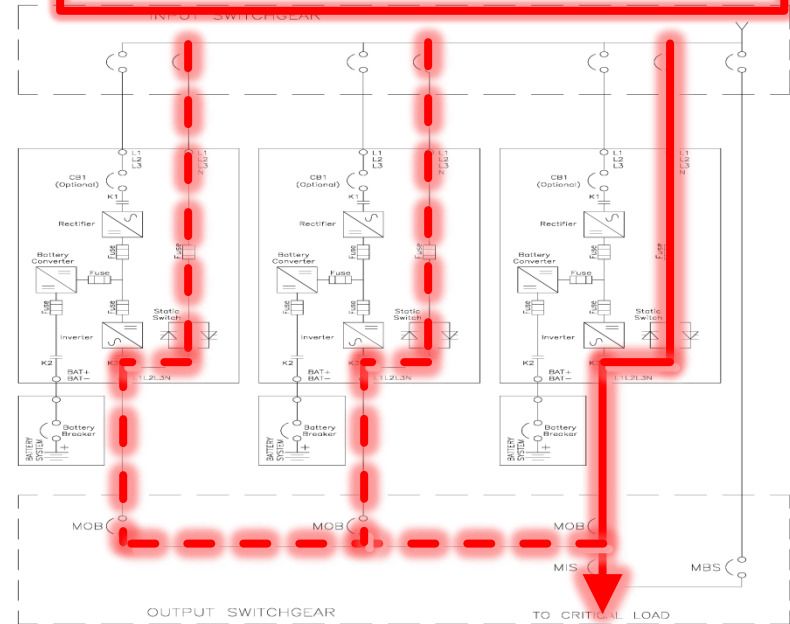 INPUT SWITCHGEAR
L1
L2
L3
L1
L2
L3
N
CB1
(Optional)
K1
Rectifier
Fuse
Fuse
Battery
Converter
Fuse
Fuse
Fuse
Static
Switch
Inverter
K2
BAT+
BAT-
L1L2L3N
Battery
Breaker
BATTERY
SYSTEM
+
L1
L2
L3
L1
L2
L3
N
CB1
(Optional)
K1
Rectifier
Fuse
Fuse
Battery
Converter
Fuse
Fuse
Fuse
Static
Switch
Inverter
K2
BAT+
BAT-
L1L2L3N
Battery
Breaker
BATTERY
SYSTEM
+
L1
L2
L3
L1
L2
L3
N
CB1
(Optional)
K1
Rectifier
Fuse
Fuse
Battery
Converter
Fuse
Fuse
Fuse
Static
Switch
Inverter
K2
BAT+
BAT-
L1L2L3N
Battery
Breaker
BATTERY
SYSTEM
+
MOB
MOB
MOB
MIS
MBS
OUTPUT SWITCHGEAR
TO CRITICAL LOAD